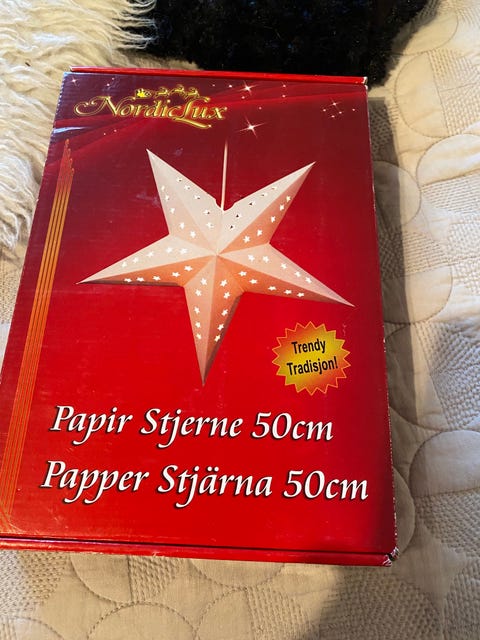 NordicLux
Trendy
Tradisjon!
Papir Stjerne 50cm
Papper Stjärna 50cm